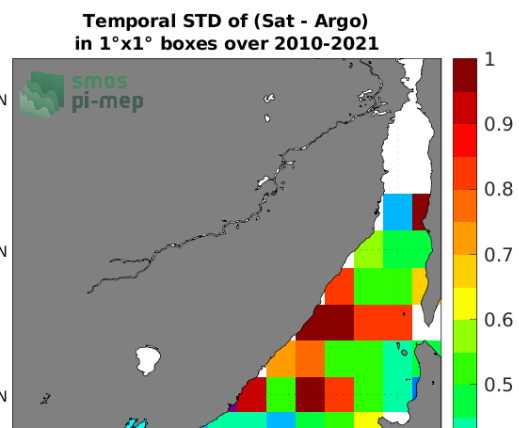 Temporal STD of (Sat - Argo)
in 1°x1° boxes over 2010-2021
smos
pi-mep
N
N
N
1
0.9
0.8
0.7
0.6
0.5